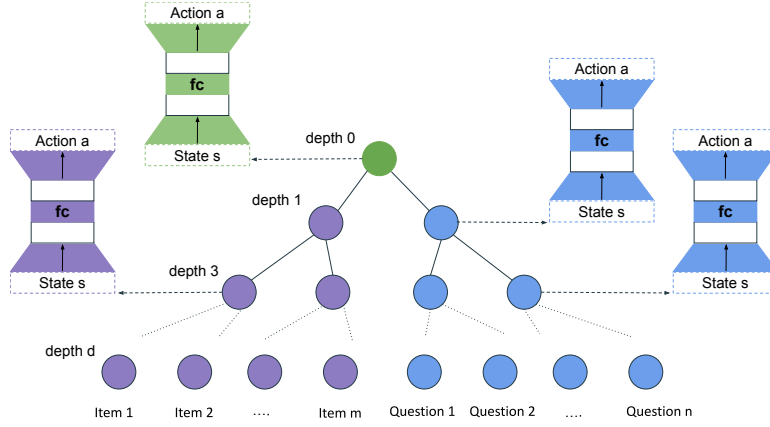 Action a
fc
State s
depth 0
Action a
fc
State s
Action a
fc
State s
Action a
fc
State s
depth 1
depth 3
depth d
Item 1
Item 2
....
Item m
Question 1
Question 2
....
Question n